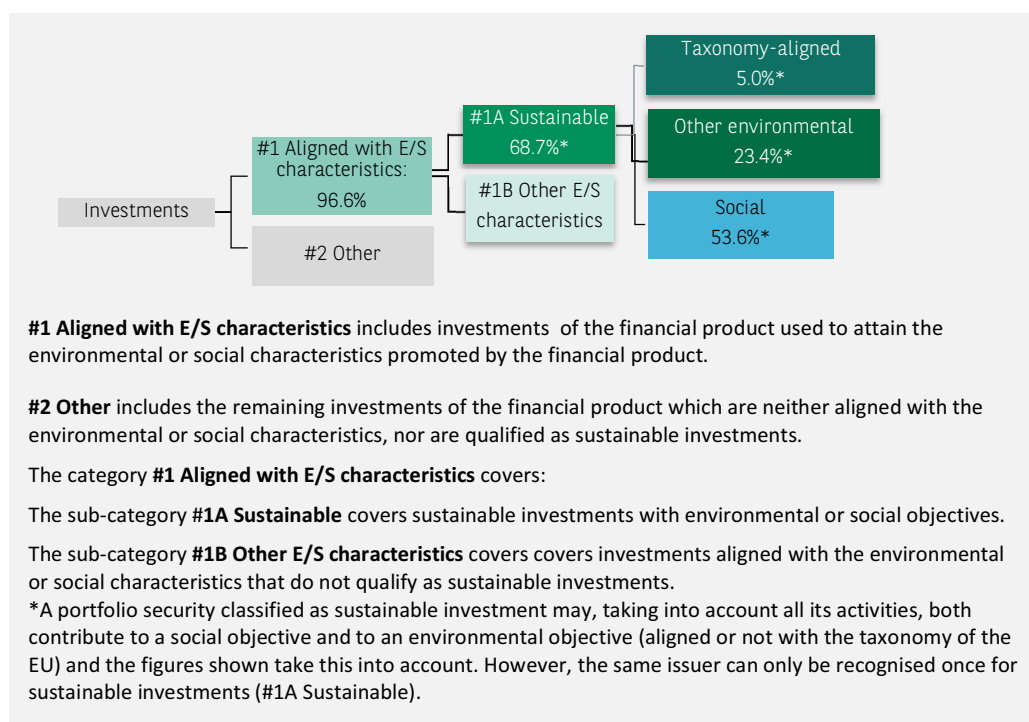 Taxonomy-aligned
5.0%*
#1A Sustainable
68.7%*
Other environmental
23.4%*
#1 Aligned with E/S
characteristics:
96.6%
#1B Other E/S
characteristics
Investments
Social
53.6%*
#2 Other
#1 Aligned with E/S characteristics includes investments of the financial product used to attain the
environmental or social characteristics promoted by the financial product.
#2 Other includes the remaining investments of the financial product which are neither aligned with the
environmental or social characteristics, nor are qualified as sustainable investments.
The category #1 Aligned with E/S characteristics covers:
The sub-category #1A Sustainable covers sustainable investments with environmental or social objectives.
The sub-category #1B Other E/S characteristics covers covers investments aligned with the environmental
or social characteristics that do not qualify as sustainable investments.
*A portfolio security classified as sustainable investment may, taking into account all its activities, both
contribute to a social objective and to an environmental objective (aligned or not with the taxonomy of the
EU) and the figures shown take this into account. However, the same issuer can only be recognised once for
sustainable investments (#1A Sustainable).